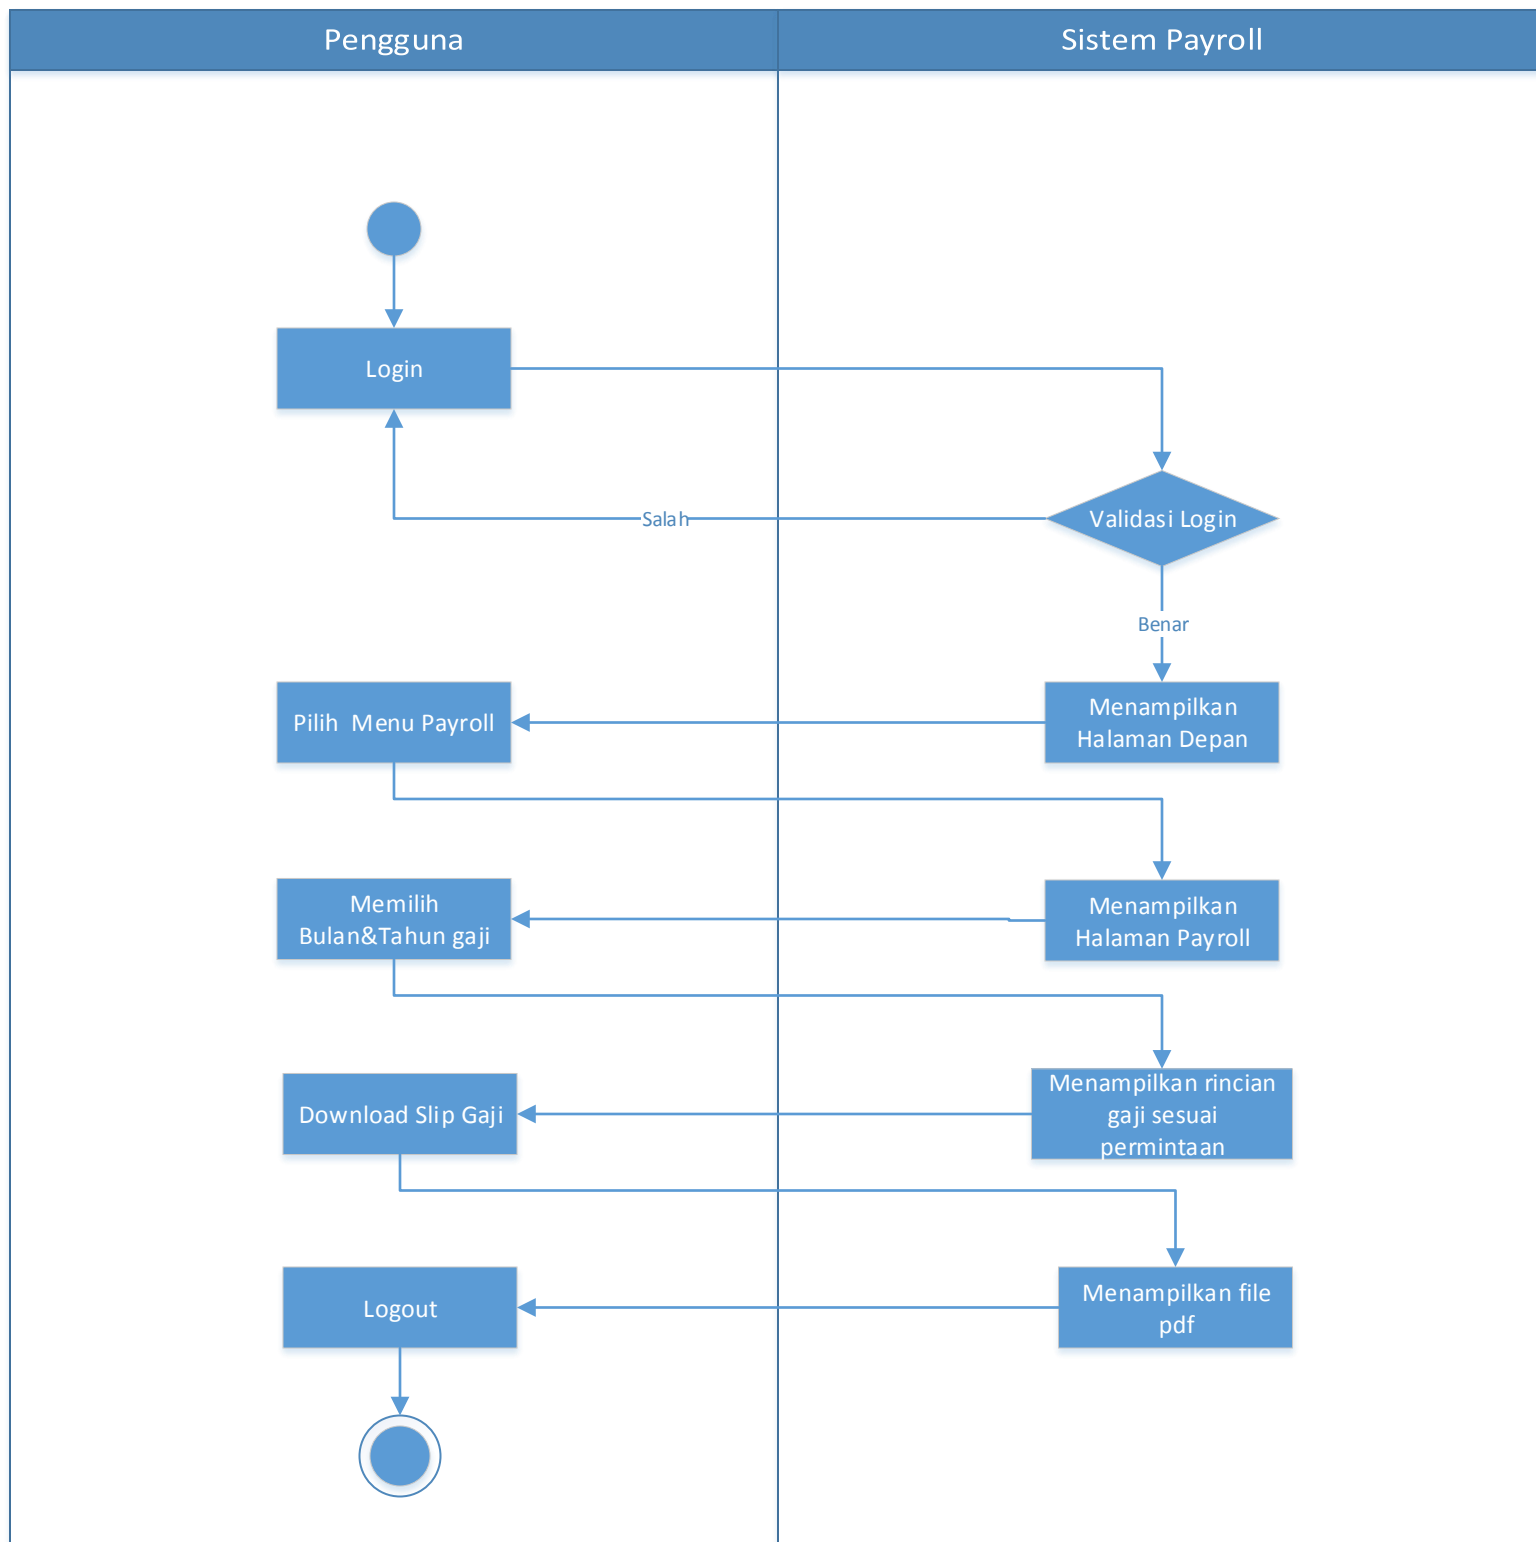 Pengguna
Sistem Payroll
Login
Validasi Login
Salah
Benar
Menampilkan
Halaman Depan
Pilih  Menu Payroll
Menampilkan
Halaman Payroll
Memilih
Bulan&Tahun gaji
Menampilkan rincian
gaji sesuai
permintaan
Download Slip Gaji
Menampilkan file
pdf
Logout